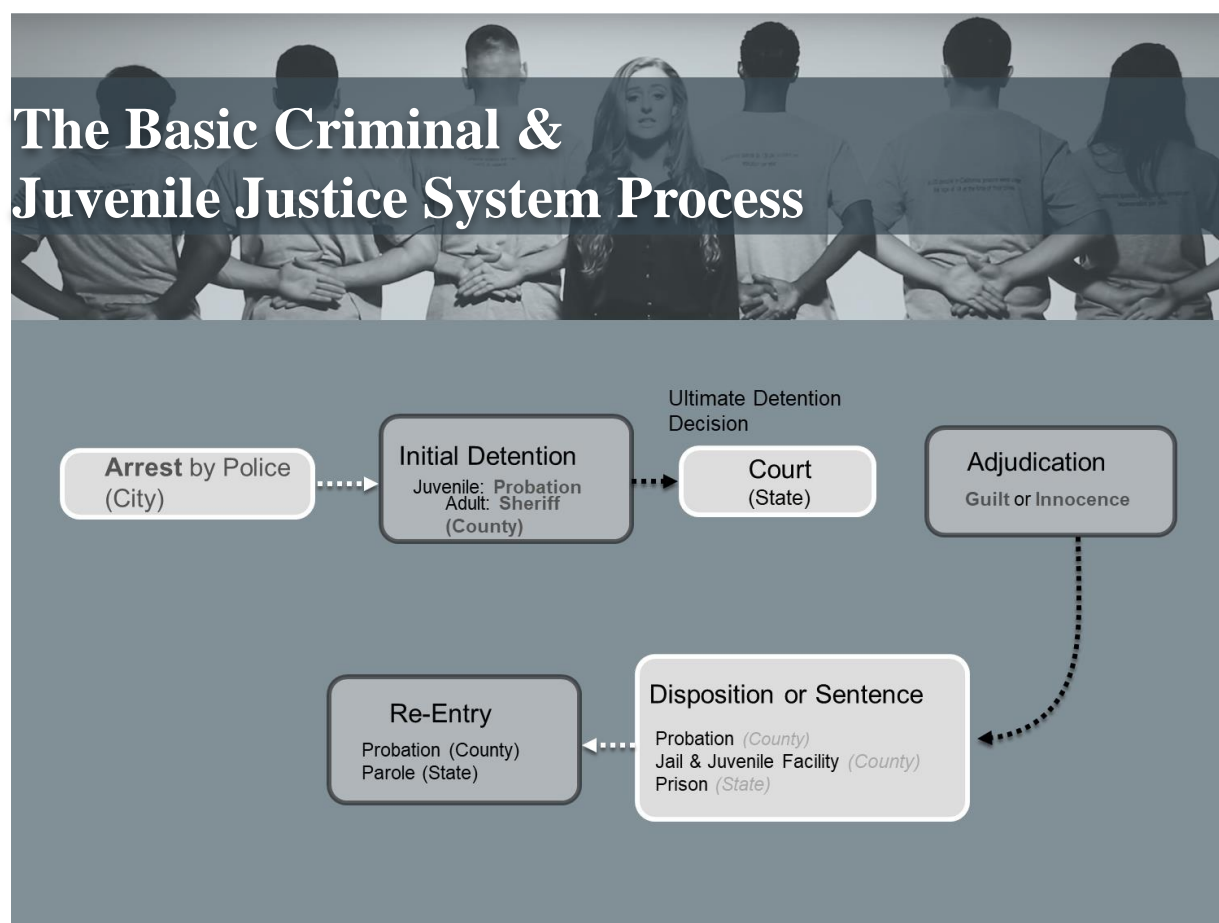 The Basic Criminal &
Juvenile Justice System Process
Arrest by Police
(City)
Initial Detention
Juvenile: Probation
Adult: Sheriff
(County)
Ultimate Detention
Decision
Court
(State)
Adjudication
Guilt or Innocence
Disposition or Sentence
Probation (County)
Jail & Juvenile Facility (County)
Prison (State)
Re-Entry
Probation (County)
Parole (State)